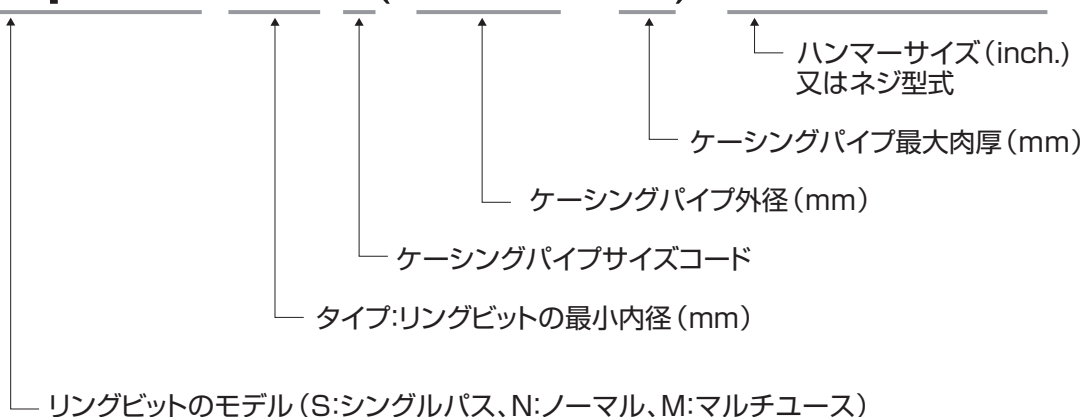 ハンマーサイズ(inch.)
又はネジ型式
ケーシングパイプ最大肉厚(mm)
ケーシングパイプ外径(mm)
ケーシングパイプサイズコード
タイプ:リングビットの最小内径(mm)
リングビットのモデル(S:シングルパス、N:ノーマル、M:マルチユース)